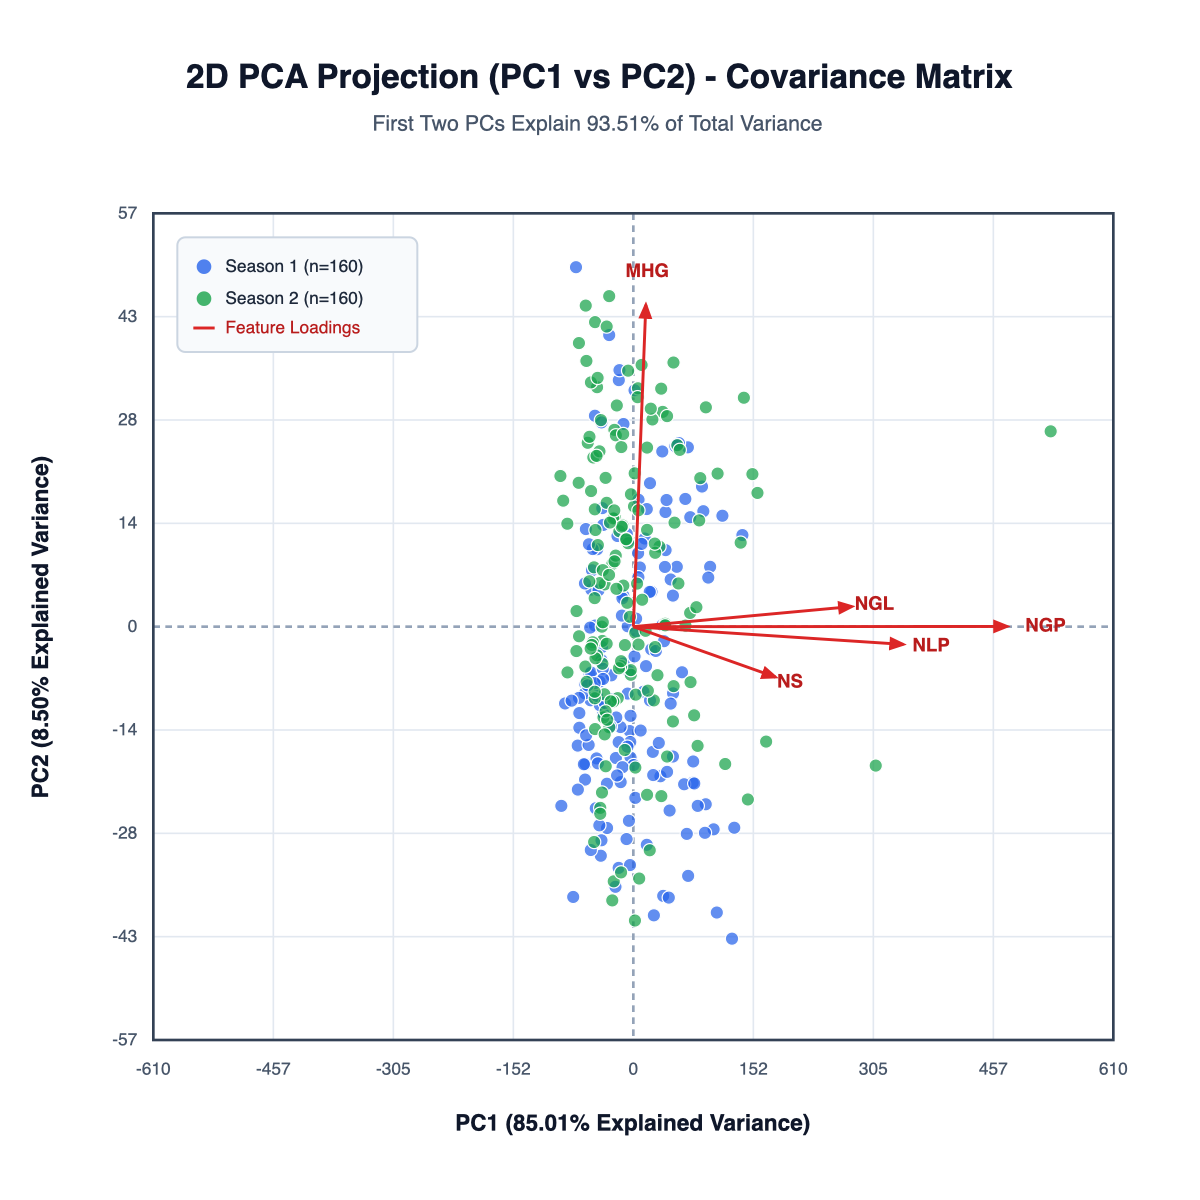 2D PCA Projection (PC1 vs PC2) - Covariance Matrix
First Two PCs Explain 93.51% of Total Variance
57
43
28
14
0
-14
-28
-43
-57
PC2 (8.50% Explained Variance)
Season 1 (n=160)
Season 2 (n=160)
Feature Loadings
MHG
NGL
NGP
NLP
NS
-610
-457
-305
-152
0
152
305
457
610
PC1 (85.01% Explained Variance)